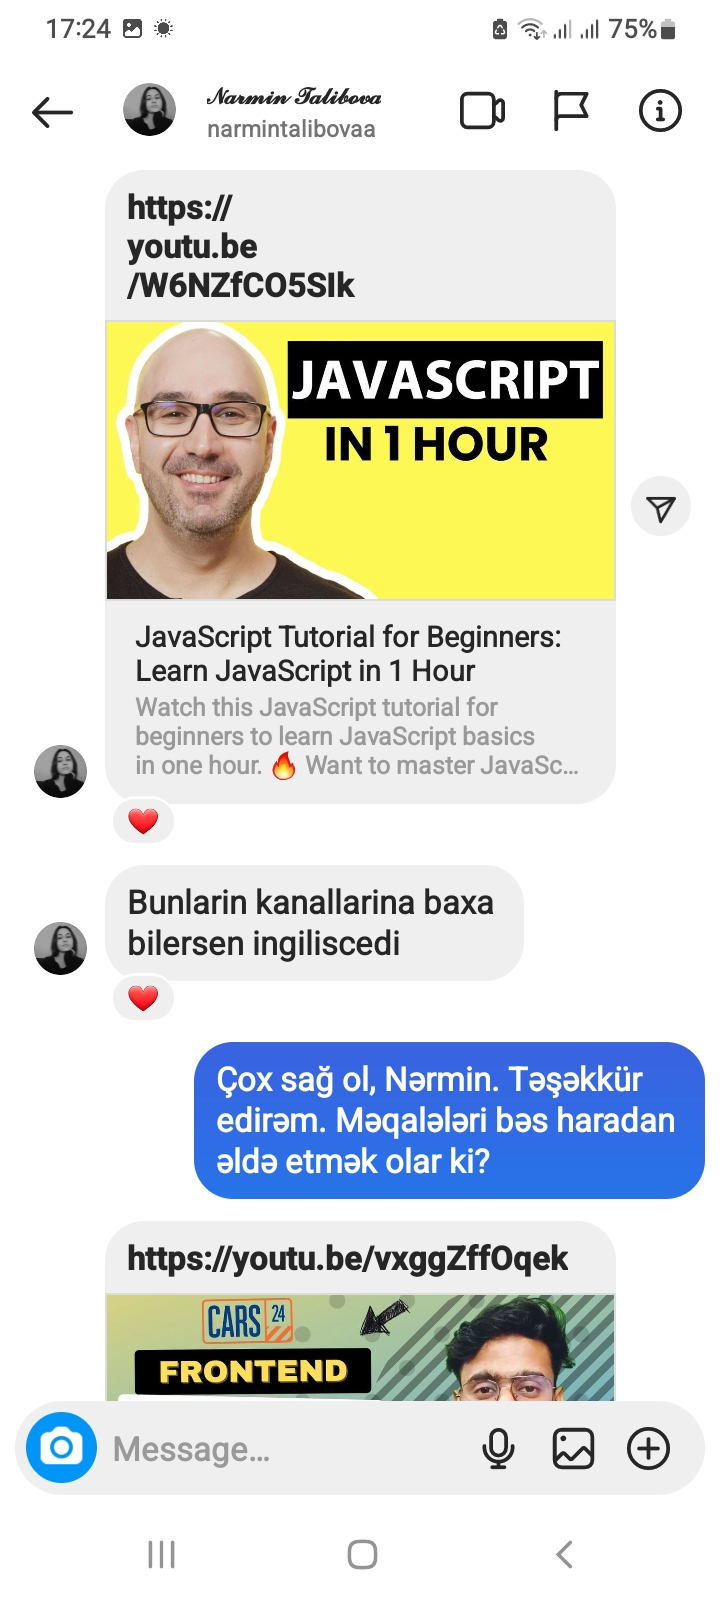 17:24
75%
Narmin Talibova
narmintalibovaa
https://
youtu.be
/W6NZfCO5SIk
JAVASCRIPT
IN 1 HOUR
JavaScript Tutorial for Beginners:
Learn JavaScript in 1 Hour
Watch this JavaScript tutorial for
beginners to learn JavaScript basics
in one hour. 🔥 Want to master JavaSc...
Bunlarin kanallarina baxa
bilersen ingiliscedi
Çox sağ ol, Nərmin. Təşəkkür
edirəm. Məqalələri bəs haradan
əldə etmək olar ki?
https://youtu.be/vxggZffOqek
CARS 24
FRONTEND
Message...